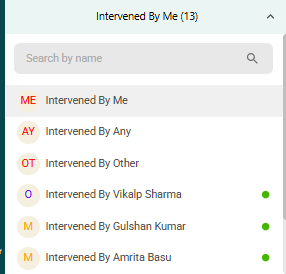 Intervened By Me (13)
Search by name
ME Intervened By Me
AY Intervened By Any
OT Intervened By Other
O Intervened By Vikalp Sharma
M Intervened By Gulshan Kumar
M Intervened By Amrita Basu